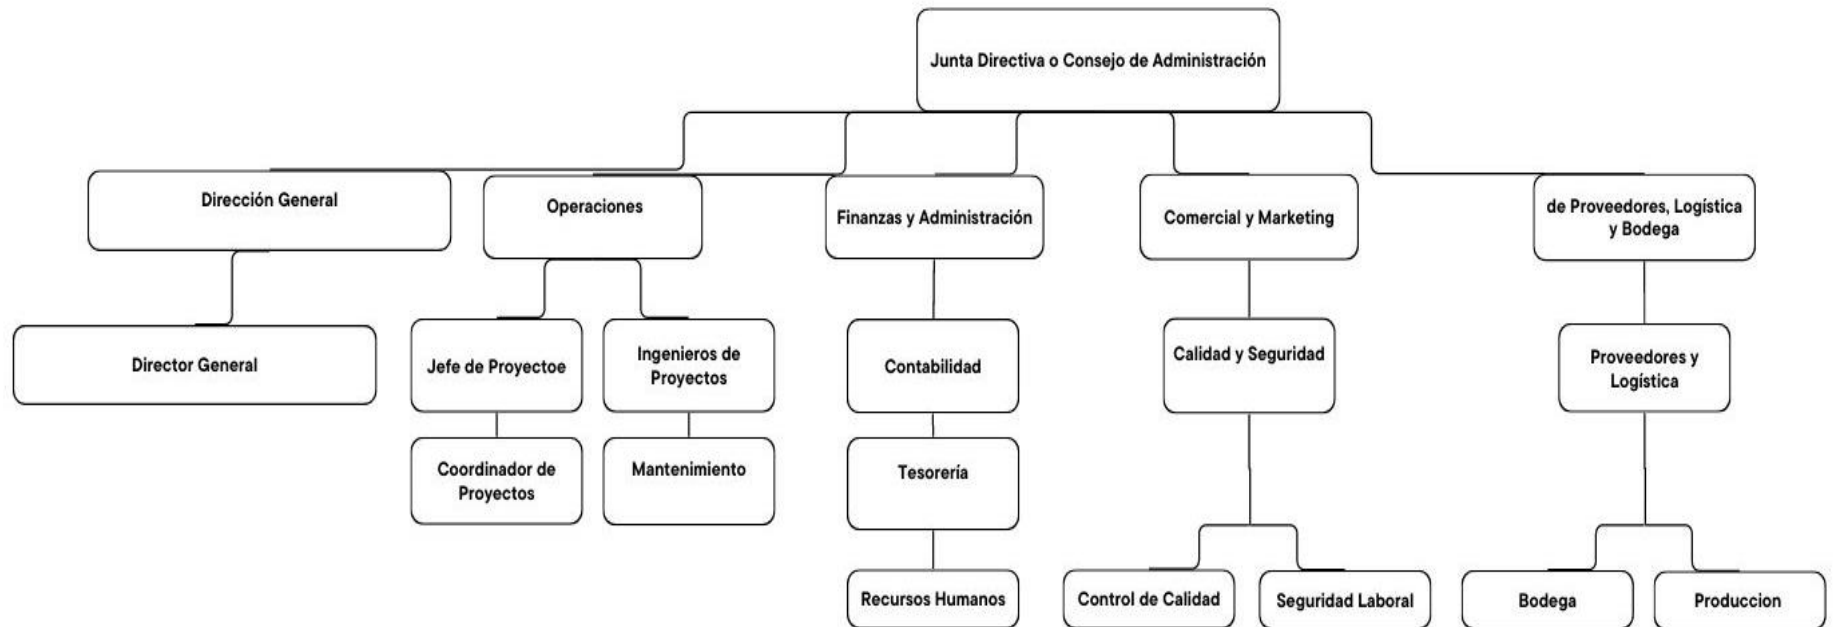 Junta Directiva o Consejo de Administración
Dirección General
Operaciones
Finanzas y Administración
Comercial y Marketing
de Proveedores, Logística
y Bodega
Director General
Jefe de Proyectoe
Ingenieros de
Proyectos
Contabilidad
Calidad y Seguridad
Proveedores y
Logística
Coordinador de
Proyectos
Mantenimiento
Tesorería
Recursos Humanos
Control de Calidad
Seguridad Laboral
Bodega
Produccion